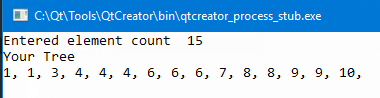 C:\Qt\Tools\QtCreator\bin\qtcreator_process_stub.exe
Entered element count  15
Your Tree
1, 1, 3, 4, 4, 4, 6, 6, 6, 7, 8, 8, 9, 9, 10,